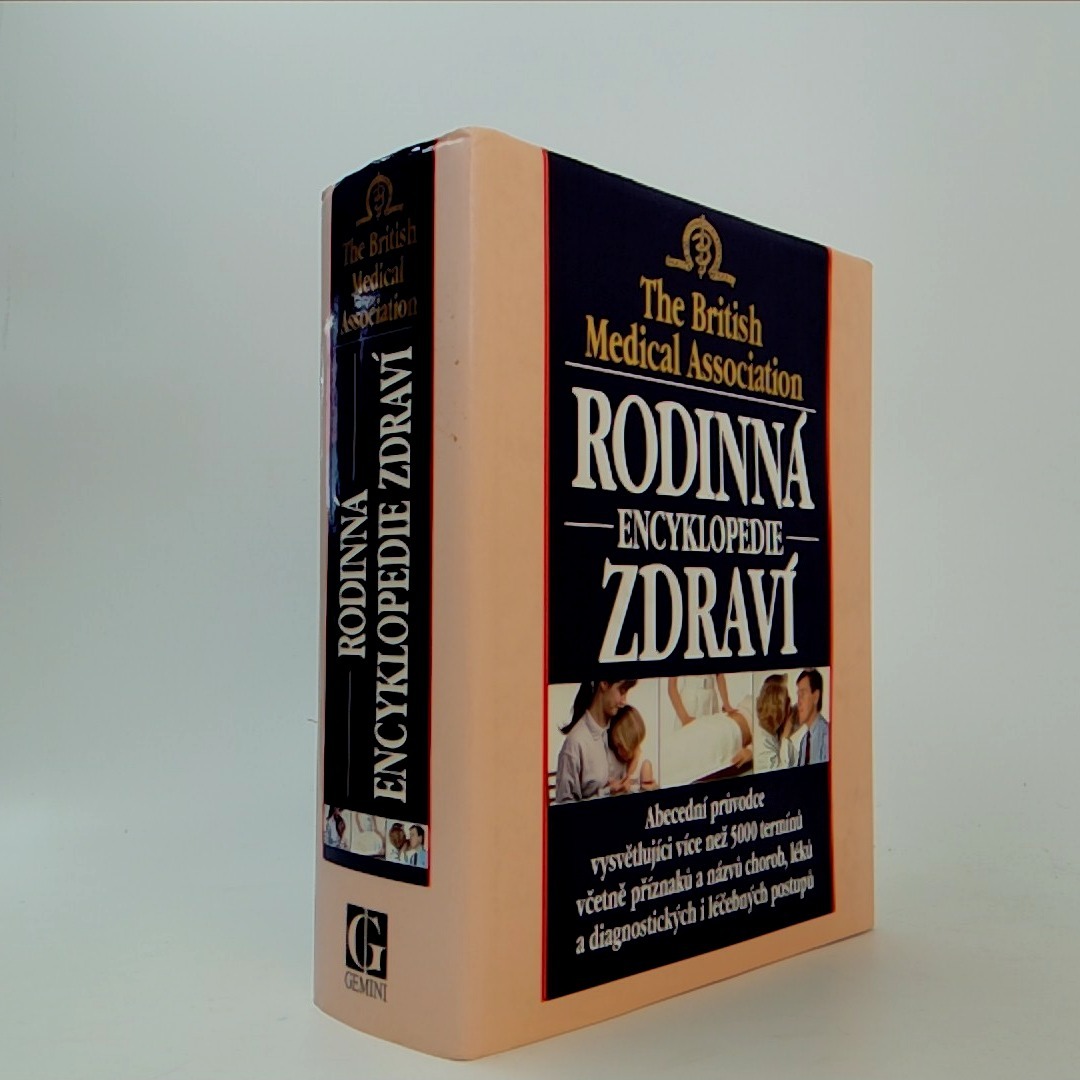 The British
Medical
Association
RODINNÁ
ENCYKLOPEDIE ZDRAVÍ
G
GEMINI
The British
Medical Association
RODINNÁ
ENCYKLOPEDIE
ZDRAVÍ
Abecední průvodce
vysvětlující více než 5000 termínů
včetně příznaků a názvů chorob, léků
a diagnostických i léčebných postupů